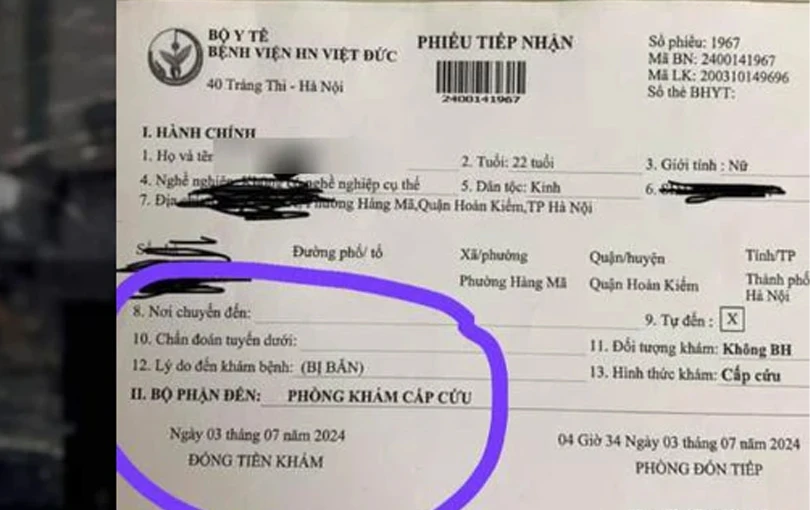 BỘ Y TẾ
BỆNH VIỆN HN VIỆT ĐỨC
40 Tràng Thi - Hà Nội
PHIẾU TIẾP NHẬN
2400141967
Số phiếu: 1967
Mã BN: 2400141967
Mã LK: 200310149696
Số thẻ BHYT:
I. HÀNH CHÍNH
1. Họ và tên
2. Tuổi: 22 tuổi
3. Giới tính : Nữ
4. Nghề nghiệp: Không có nghề nghiệp cụ thể
5. Dân tộc: Kinh
6.
7. Địa Phường Hàng Mã,Quận Hoàn Kiếm,TP Hà Nội
Đường phố/ tổ
Xã/phường
Quận/huyện
Tỉnh/TP
Phường Hàng Mã
Quận Hoàn Kiếm
Thành phố
Hà Nội
8. Nơi chuyển đến:
9. Tự đến : X
10. Chẩn đoán tuyến dưới:
11. Đối tượng khám: Không BH
12. Lý do đến khám bệnh: (BỊ BẮN)
13. Hình thức khám: Cấp cứu
II. BỘ PHẬN ĐẾN: PHÒNG KHÁM CẤP CỨU
Ngày 03 tháng 07 năm 2024
ĐÓNG TIỀN KHÁM
04 Giờ 34 Ngày 03 tháng 07 năm 2024
PHÒNG ĐÓN TIẾP